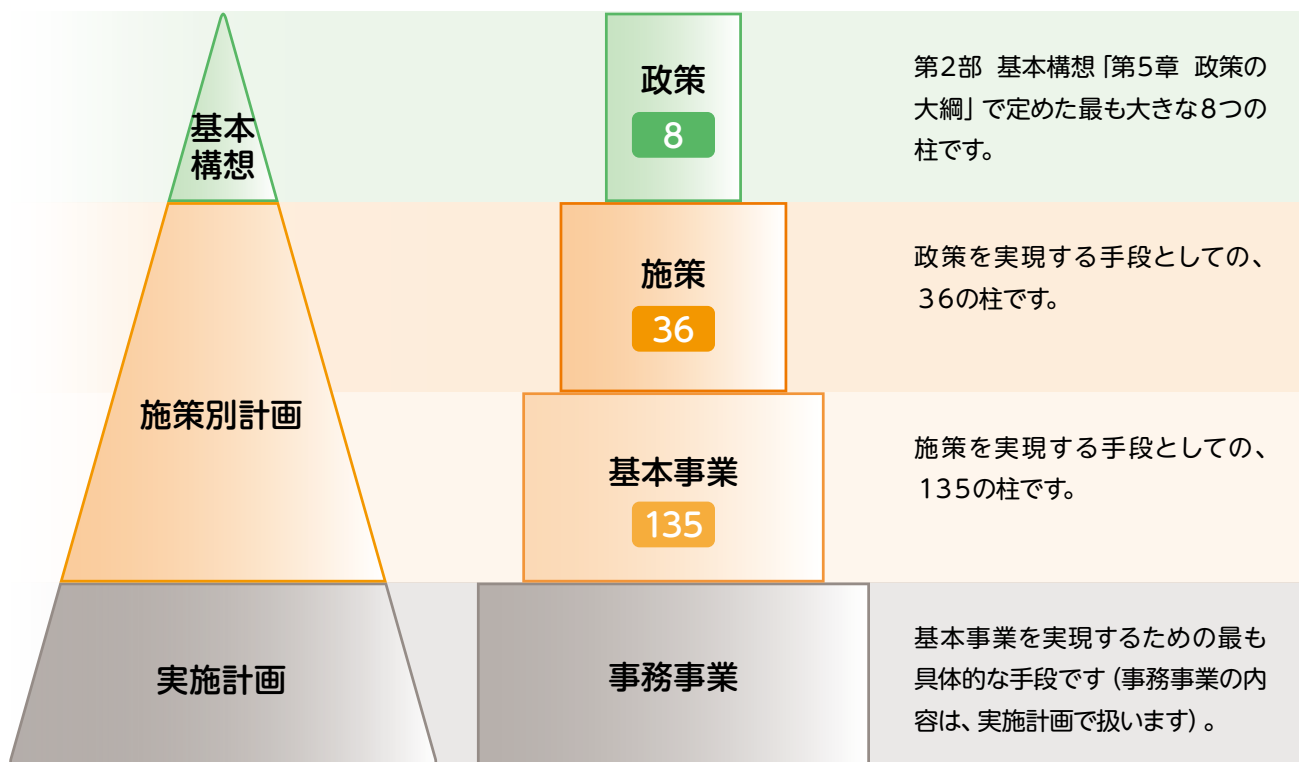 基本
構想
政策
8
第2部 基本構想「第5章 政策の
大綱」で定めた最も大きな8つの
柱です。
施策別計画
施策
36
政策を実現する手段としての、
36の柱です。
基本事業
135
施策を実現する手段としての、
135の柱です。
実施計画
事務事業
基本事業を実現するための最も
具体的な手段です(事務事業の内
容は、実施計画で扱います)。